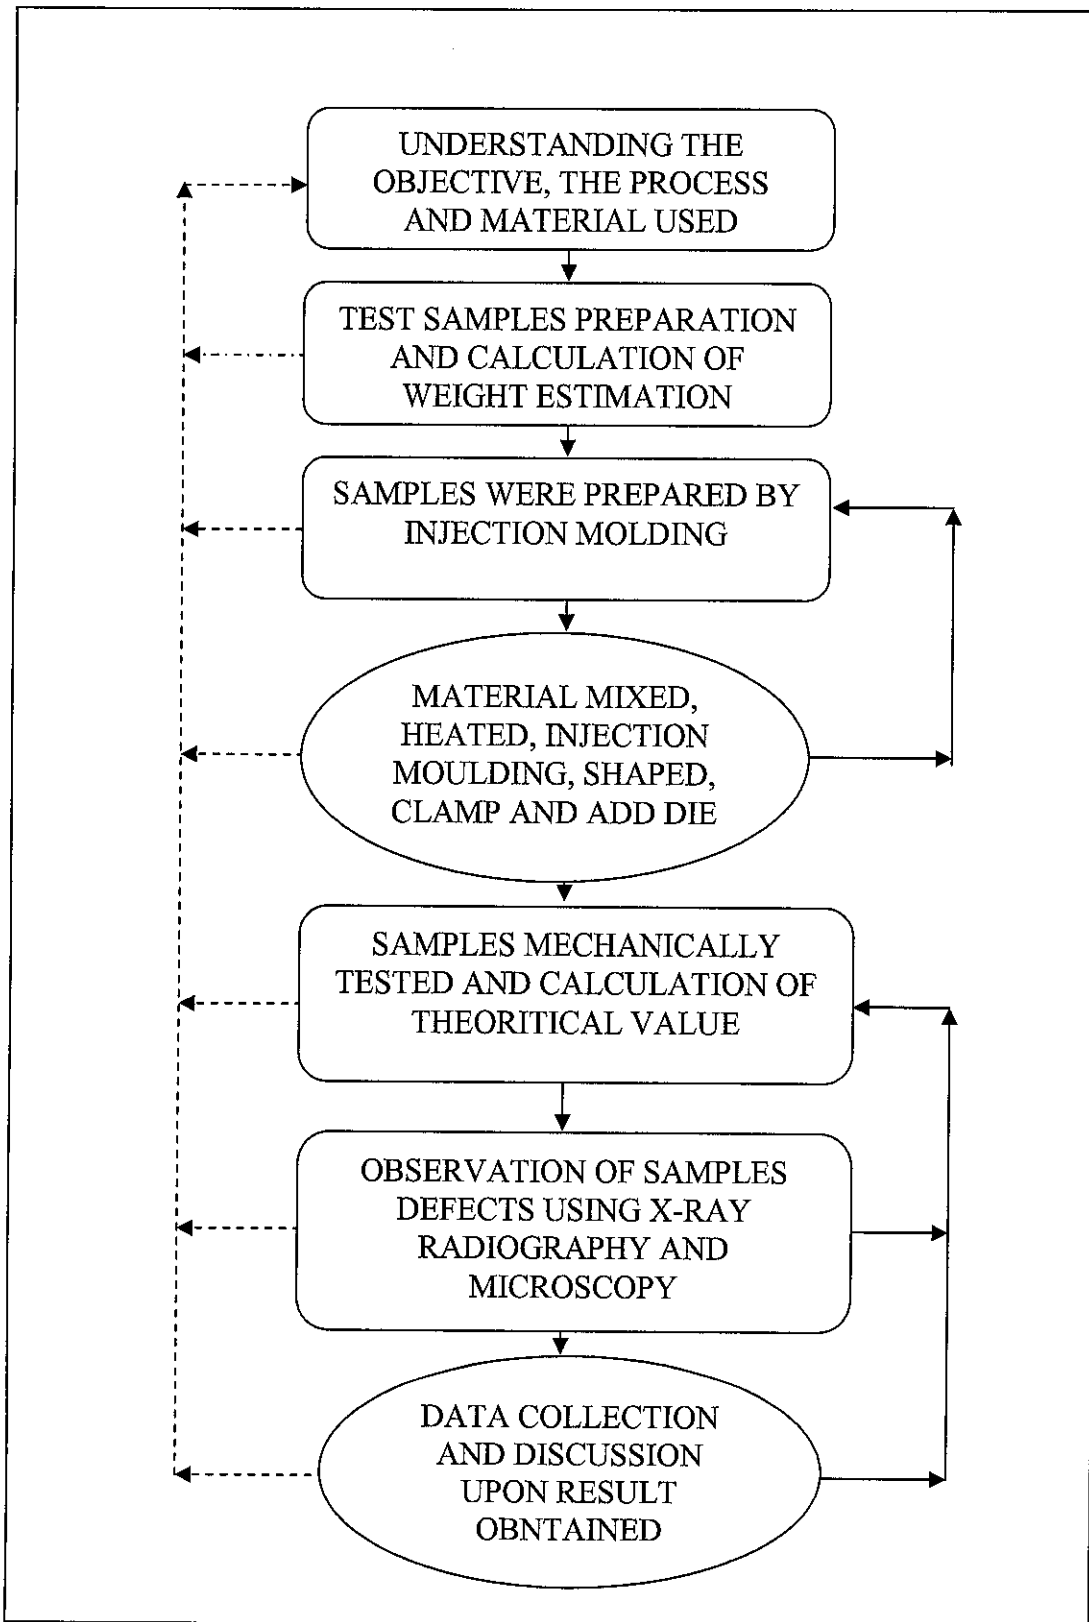 UNDERSTANDING THE
OBJECTIVE, THE PROCESS
AND MATERIAL USED
TEST SAMPLES PREPARATION
AND CALCULATION OF
WEIGHT ESTIMATION
SAMPLES WERE PREPARED BY
INJECTION MOLDING
MATERIAL MIXED,
HEATED, INJECTION
MOULDING, SHAPED,
CLAMP AND ADD DIE
SAMPLES MECHANICALLY
TESTED AND CALCULATION OF
THEORITICAL VALUE
OBSERVATION OF SAMPLES
DEFECTS USING X-RAY
RADIOGRAPHY AND
MICROSCOPY
DATA COLLECTION
AND DISCUSSION
UPON RESULT
OBNTAINED